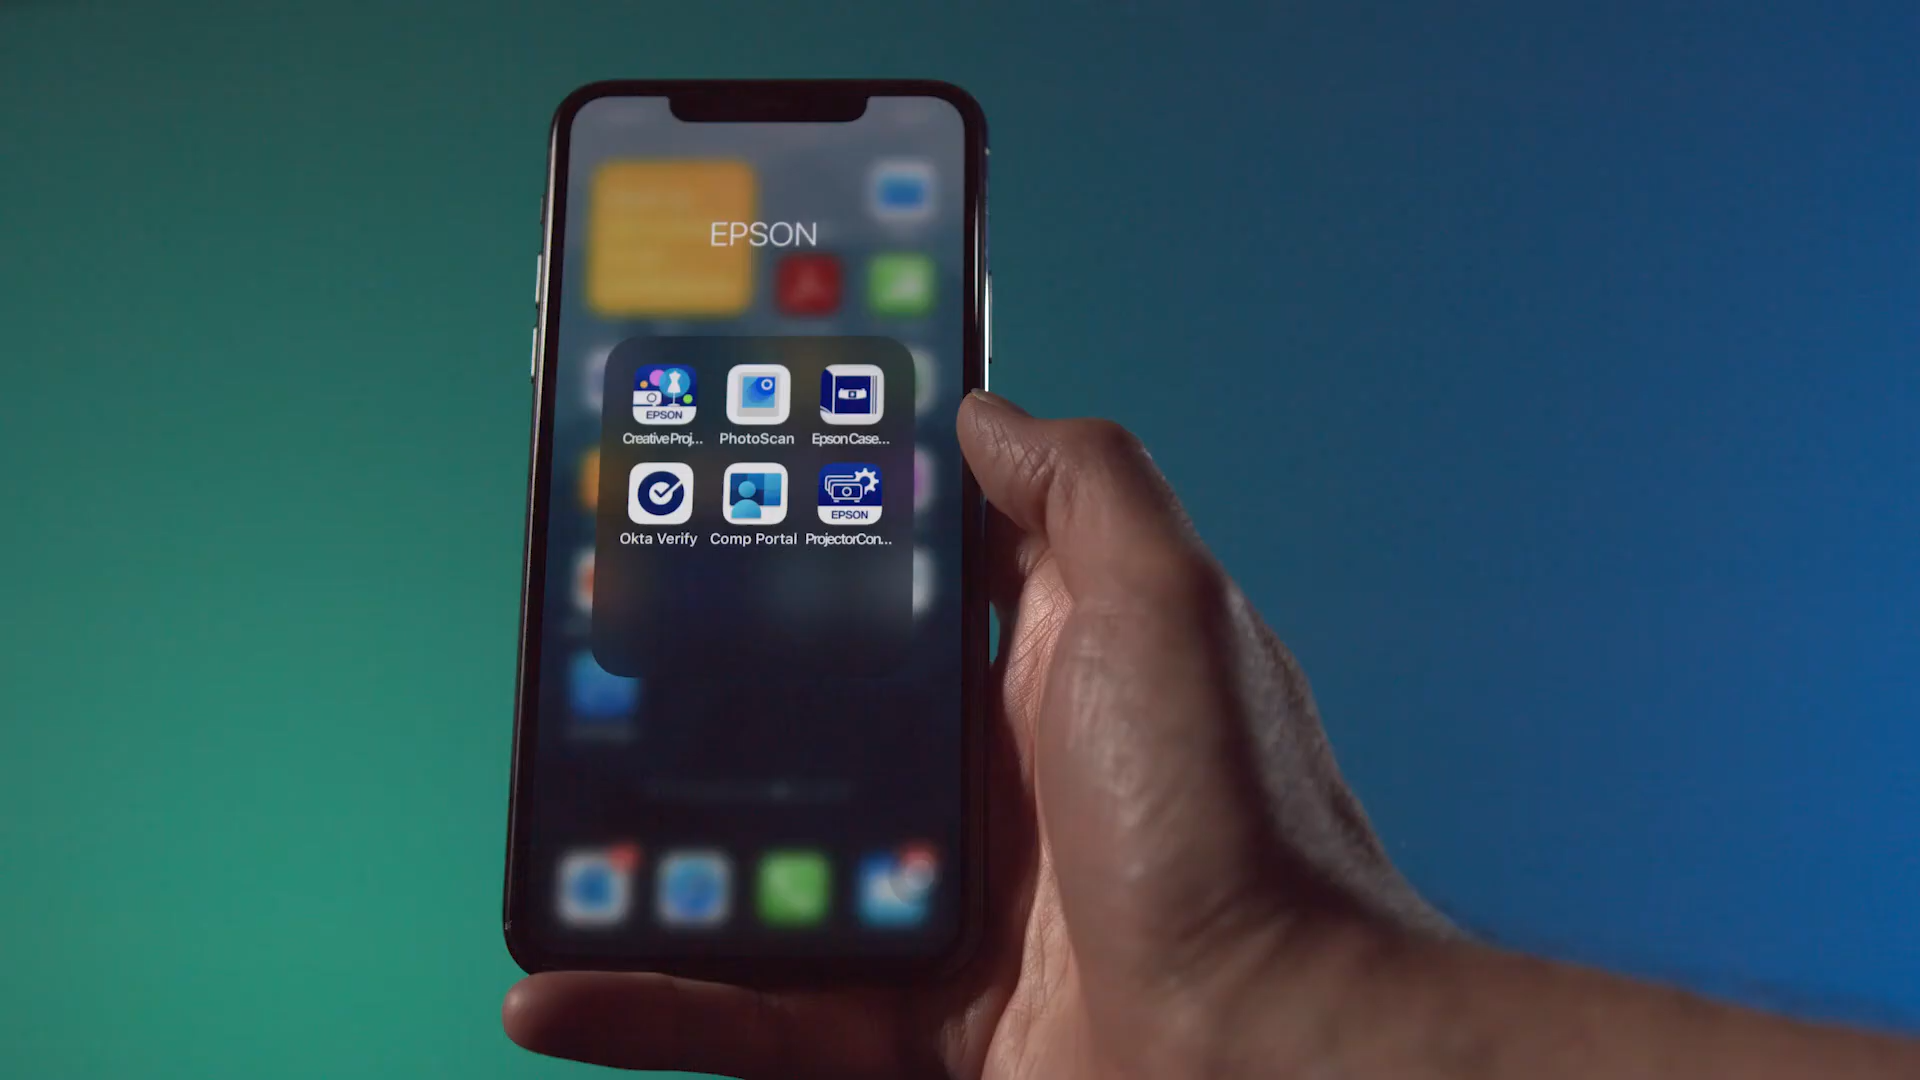 EPSON
EPSON
Creative Proj...
PhotoScan
Epson Case...
Okta Verify
Comp Portal
EPSON
ProjectorCon...